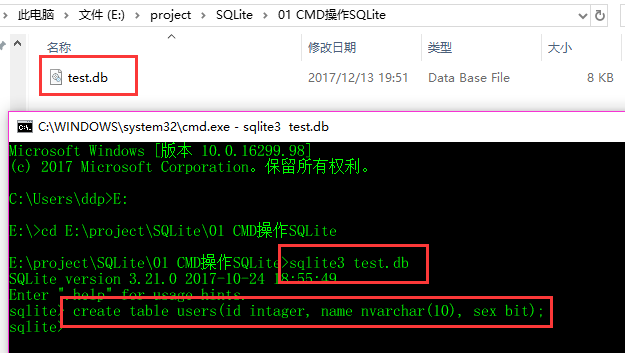 此电脑 › 文件 (E:) › project › SQLite › 01 CMD操作SQLite
名称 修改日期 类型 大小
test.db 2017/12/13 19:51 Data Base File 8 KB
C:\WINDOWS\system32\cmd.exe - sqlite3 test.db
Microsoft Windows [版本 10.0.16299.98]
(c) 2017 Microsoft Corporation。保留所有权利。
C:\Users\ddp>E:
E:\>cd E:\project\SQLite\01 CMD操作SQLite
E:\project\SQLite\01 CMD操作SQLite>sqlite3 test.db
SQLite version 3.21.0 2017-10-24 18:55:49
Enter ".help" for usage hints.
sqlite> create table users(id intager, name nvarchar(10), sex bit);
sqlite>